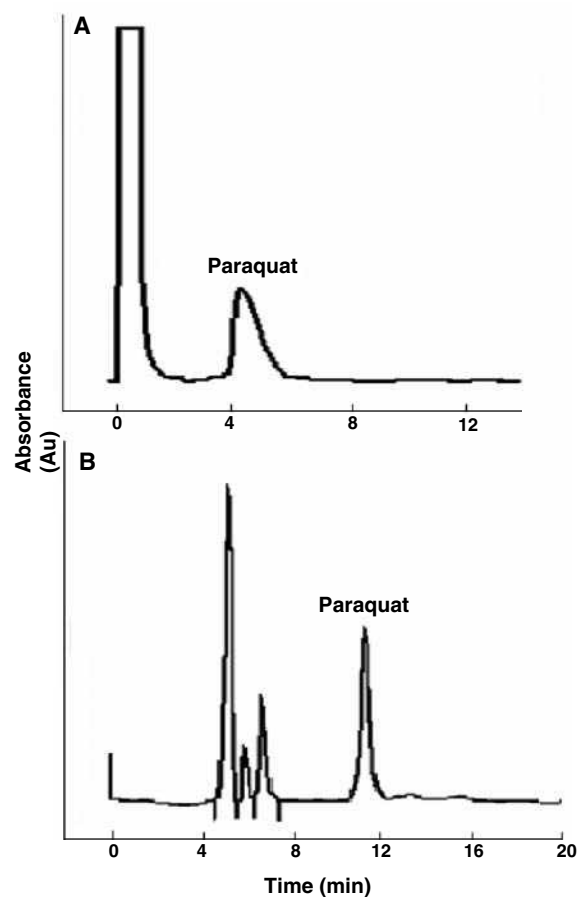 A
Paraquat
0 4 8 12
Absorbance
(Au)
B
Paraquat
0 4 8 12 16 20
Time (min)